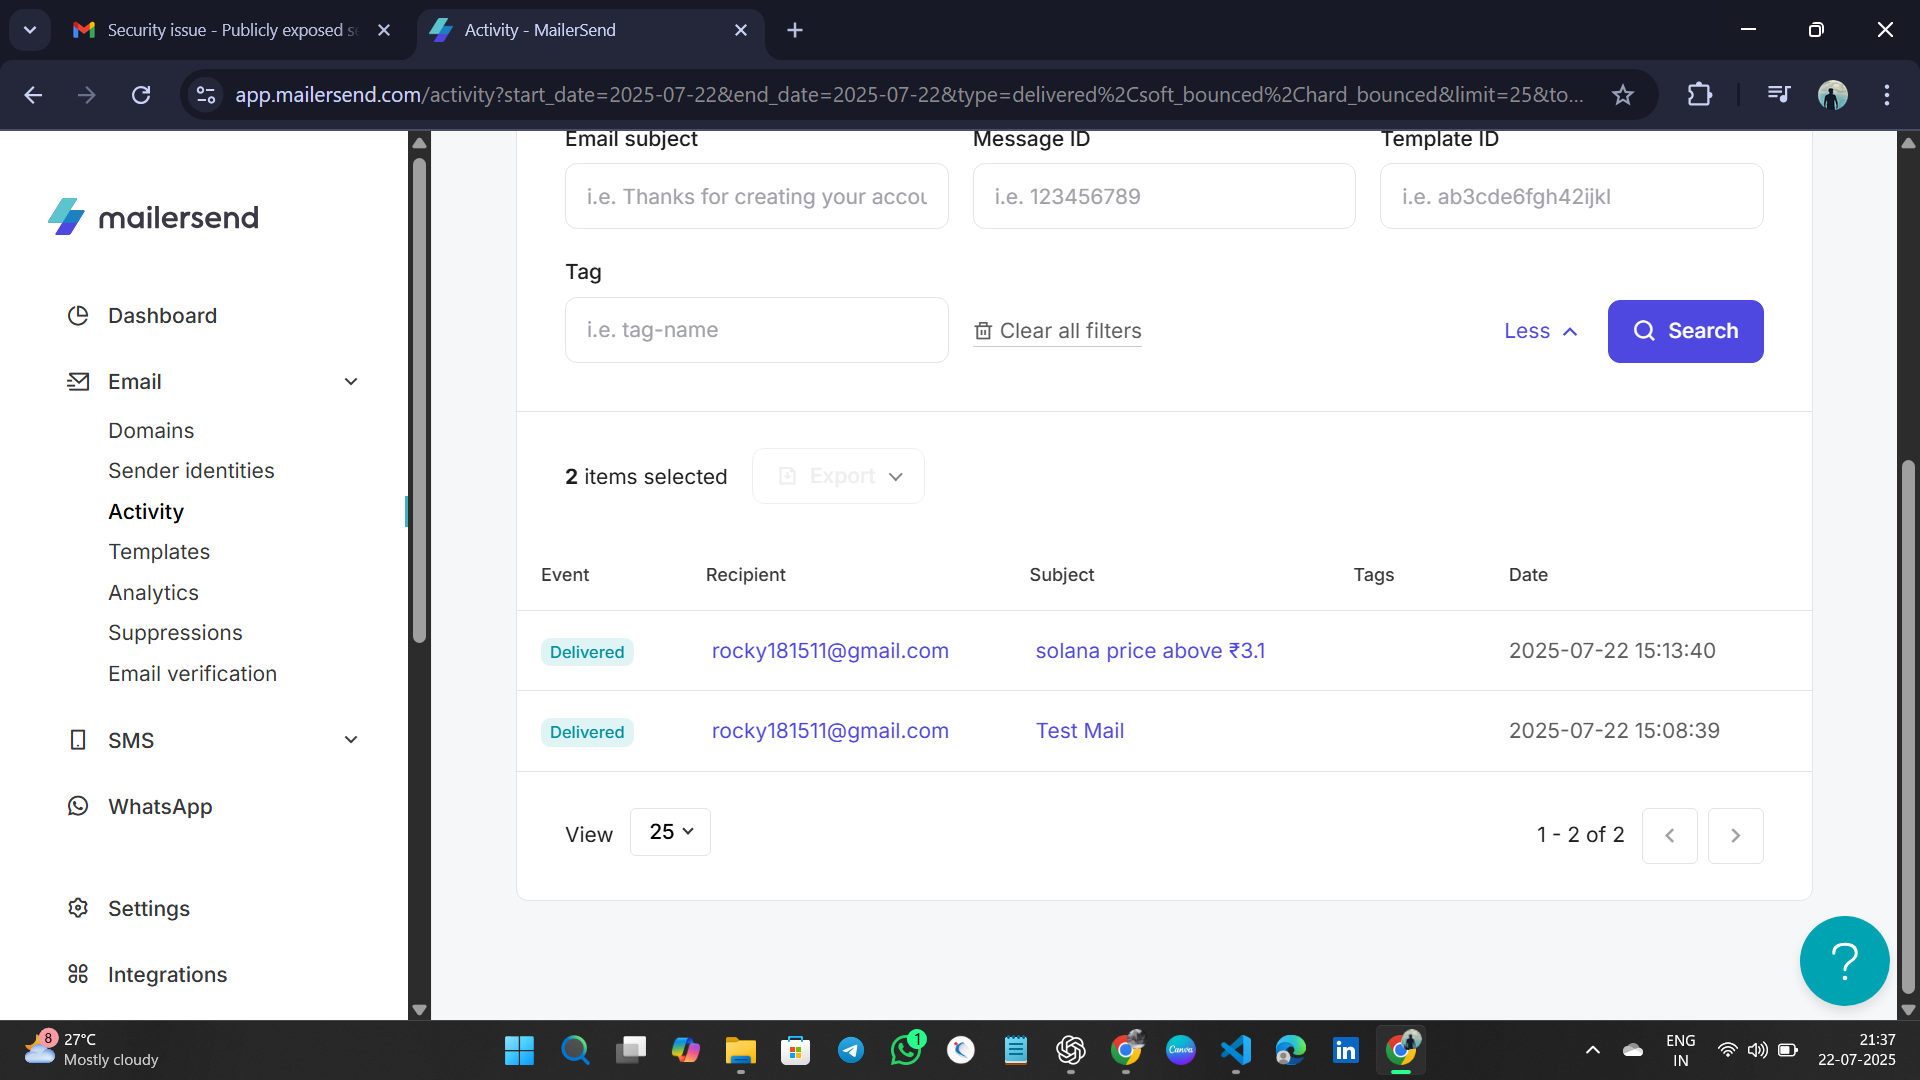 Security issue - Publicly exposed se
Activity - MailerSend
app.mailersend.com/activity?start_date=2025-07-22&end_date=2025-07-22&type=delivered%2Csoft_bounced%2Chard_bounced&limit=25&to...
mailersend
Dashboard
Email
Domains
Sender identities
Activity
Templates
Analytics
Suppressions
Email verification
SMS
WhatsApp
Settings
Integrations
Email subject
Message ID
Template ID
i.e. Thanks for creating your accou
i.e. 123456789
i.e. ab3cde6fgh42ijkl
Tag
i.e. tag-name
Clear all filters
Less
Search
2 items selected
Export
Event Recipient Subject Tags Date
Delivered rocky181511@gmail.com solana price above ₹3.1 2025-07-22 15:13:40
Delivered rocky181511@gmail.com Test Mail 2025-07-22 15:08:39
View 25
1 - 2 of 2
?
8
27°C
Mostly cloudy
1
Canva
in
ENG
IN
21:37
22-07-2025